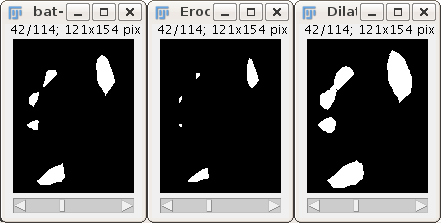 bat- Eroc Dilat
42/114; 121x154 pix 42/114; 121x154 pix 42/114; 121x154 pix